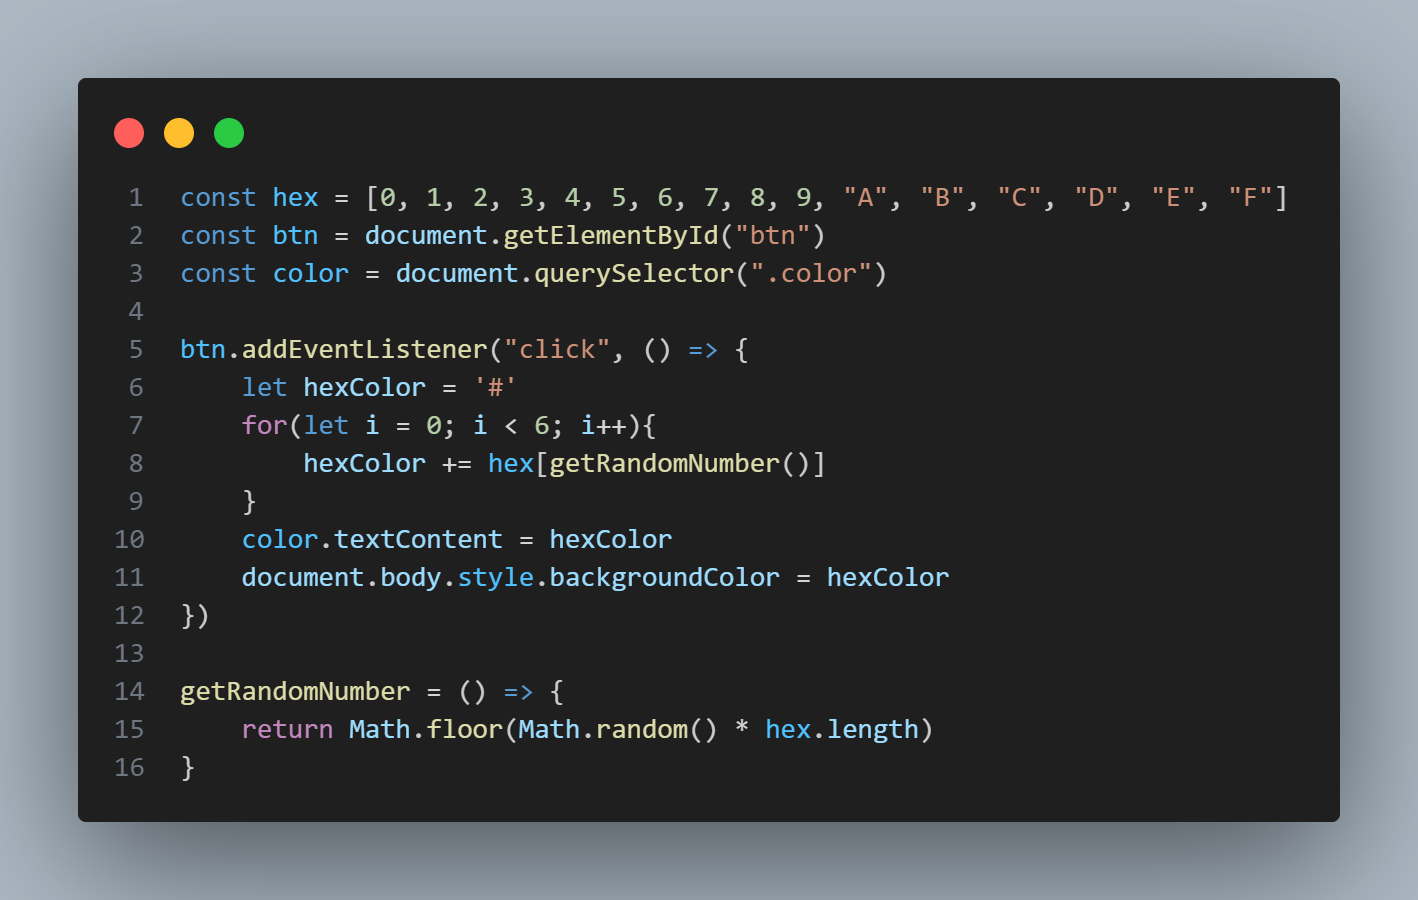 1 const hex = [0, 1, 2, 3, 4, 5, 6, 7, 8, 9, "A", "B", "C", "D", "E", "F"]
2 const btn = document.getElementById("btn")
3 const color = document.querySelector(".color")
4
5 btn.addEventListener("click", () => {
6     let hexColor = '#'
7     for(let i = 0; i < 6; i++){
8         hexColor += hex[getRandomNumber()]
9     }
10     color.textContent = hexColor
11     document.body.style.backgroundColor = hexColor
12 })
13
14 getRandomNumber = () => {
15     return Math.floor(Math.random() * hex.length)
16 }